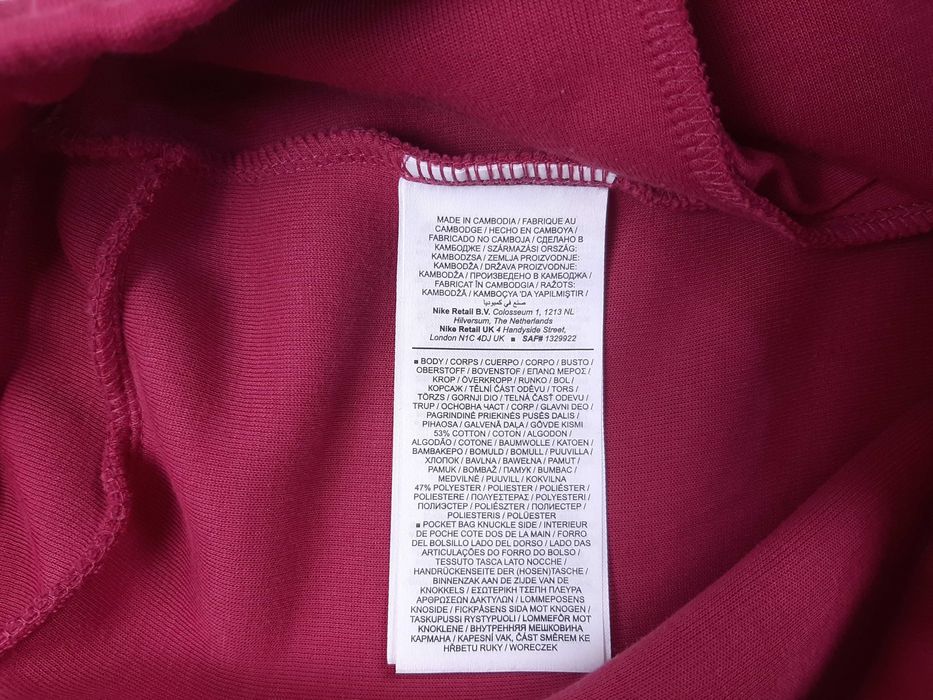 MADE IN CAMBODIA / FABRIQUE AU
CAMBODGE / HECHO EN CAMBOYA /
FABRICADO NO CAMBOJA / СДЕЛАНО В
КАМБОДЖЕ / SZÁRMAZÁSI ORSZÁG:
KAMBODZSA / ZEMLJA PROIZVODNJE:
KAMBODŽA / DRŽAVA PROIZVODNJE:
KAMBODŽA / ПРОИЗВЕДЕНО В КАМБОДЖА /
FABRICAT ÎN CAMBODGIA / RAŽOTS:
KAMBODŽĀ / KAMBOÇYA 'DA YAPILMIŞTIR /
صنع في كمبوديا
Nike Retail B.V. Colosseum 1, 1213 NL
Hilversum, The Netherlands
Nike Retail UK 4 Handyside Street,
London N1C 4DJ UK ■ SAF# 1329922
■ BODY / CORPS / CUERPO / CORPO / BUSTO /
OBERSTOFF / BOVENSTOF / ΕΠΑΝΩ ΜΕΡΟΣ /
KROP / ÖVERKROPP / RUNKO / BOL /
КОРСАЖ / TĚLNÍ ČÁST ODĚVU / TORS /
TÖRZS / GORNJI DIO / TELNÁ ČASŤ ODEVU /
TRUP / ОСНОВНА ЧАСТ / CORP / GLAVNI DEO /
PAGRINDINĖ PRIEKINĖS PUSĖS DALIS /
PIHAOSA / GALVENĀ DAĻA / GÖVDE KISMI
53% COTTON / COTON / ALGODON /
ALGODÃO / COTONE / BAUMWOLLE / KATOEN /
ΒΑΜΒΑΚΕΡΟ / BOMULD / BOMULL / PUUVILLA /
ХЛОПОК / BAVLNA / BAWEŁNA / PAMUT /
PAMUK / BOMBAŽ / ПАМУК / BUMBAC /
MEDVILNĖ / PUUVILL / KOKVILNA
47% POLYESTER / POLIESTER / POLIÉSTER /
POLIESTERE / ΠΟΛΥΕΣΤΕΡΑΣ / POLYESTERI /
ПОЛИЭСТЕР / POLIÉSZTER / ПОЛИЕСТЕР /
POLIESTERIS / POLÜESTER
■ POCKET BAG KNUCKLE SIDE / INTERIEUR
DE POCHE COTE DOS DE LA MAIN / FORRO
DEL BOLSILLO LADO DEL DORSO / LADO DAS
ARTICULAÇÕES DO FORRO DO BOLSO /
TESSUTO TASCA LATO NOCCHE /
HANDRÜCKENSEITE DER (HOSEN)TASCHE /
BINNENZAK AAN DE ZIJDE VAN DE
KNOKKELS / ΕΣΩΤΕΡΙΚΗ ΤΣΕΠΗ ΠΛΕΥΡΑ
ΑΡΘΡΩΣΕΩΝ ΔΑΚΤΥΛΩΝ / LOMMEPOSENS
KNOSIDE / FICKPÅSENS SIDA MOT KNOGEN /
TASKUPUSSI RYSTYPUOLI / LOMMEFÔR MOT
KNOKLENE / ВНУТРЕННЯЯ МЕШКОВИНА
КАРМАНА / KAPESNÍ VAK, ČÁST SMĚREM KE
HŘBETU RUKY / WORECZEK